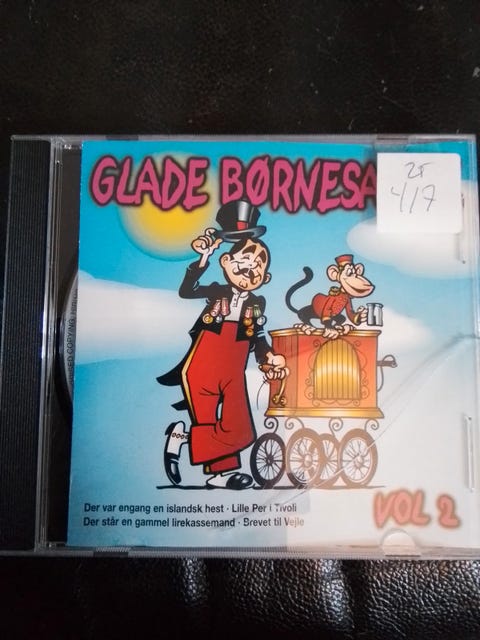 GLADE BØRNESA
4/7
Der var engang en islandsk hest · Lille Per i Tivoli
Der står en gammel lirekassemand · Brevet til Vejle
VOL 2